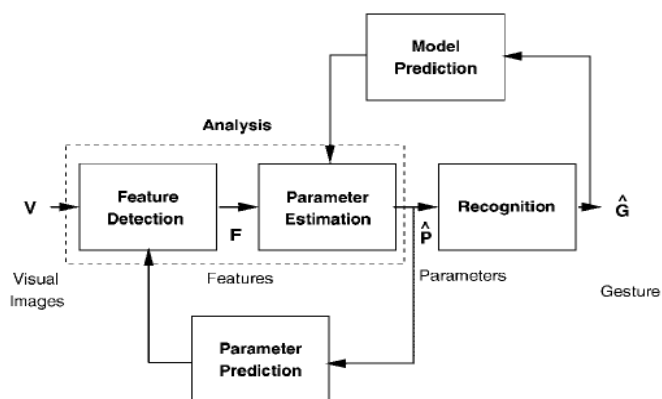 Model
Prediction
Analysis
V
Feature
Detection
F
Parameter
Estimation
P̂
Recognition
Ĝ
Visual
Images
Features
Parameters
Gesture
Parameter
Prediction